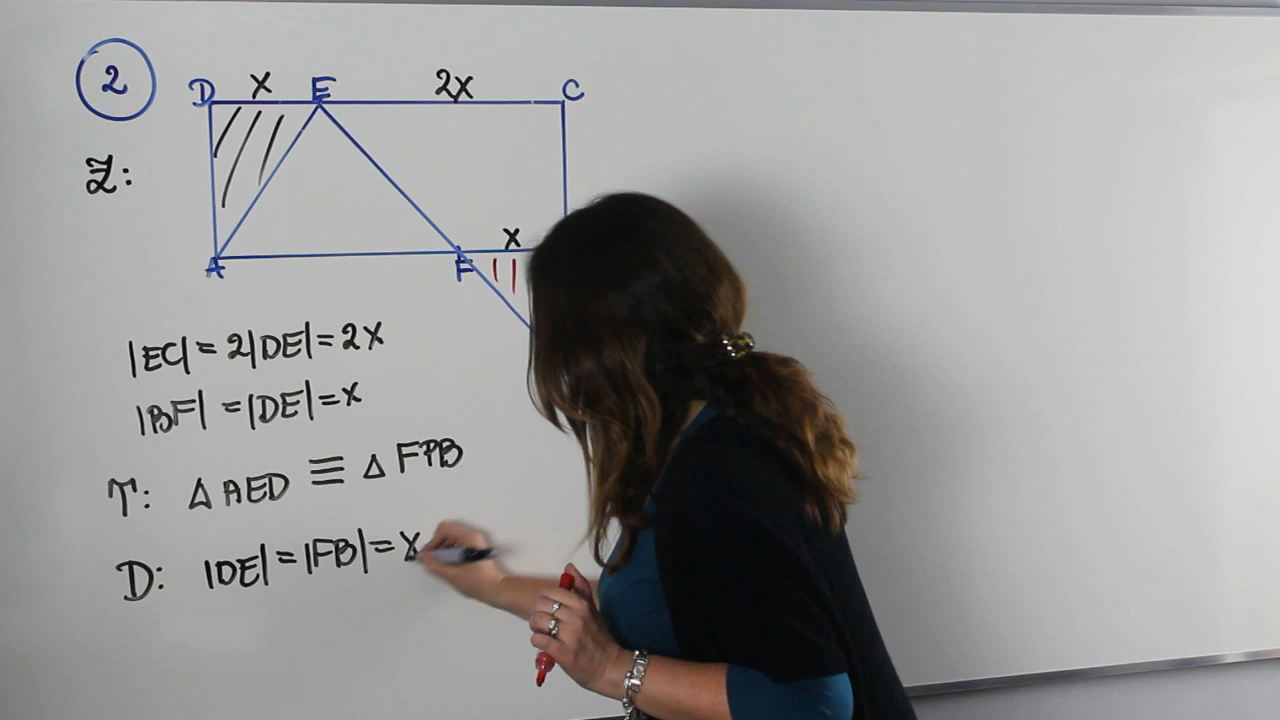 2
D x E 2x C
Z:
x
A F
|EC| = 2|DE| = 2x
|BF| = |DE| = x
T: △ AED ≡ △ FPB
D: |DE| = |FB| = x